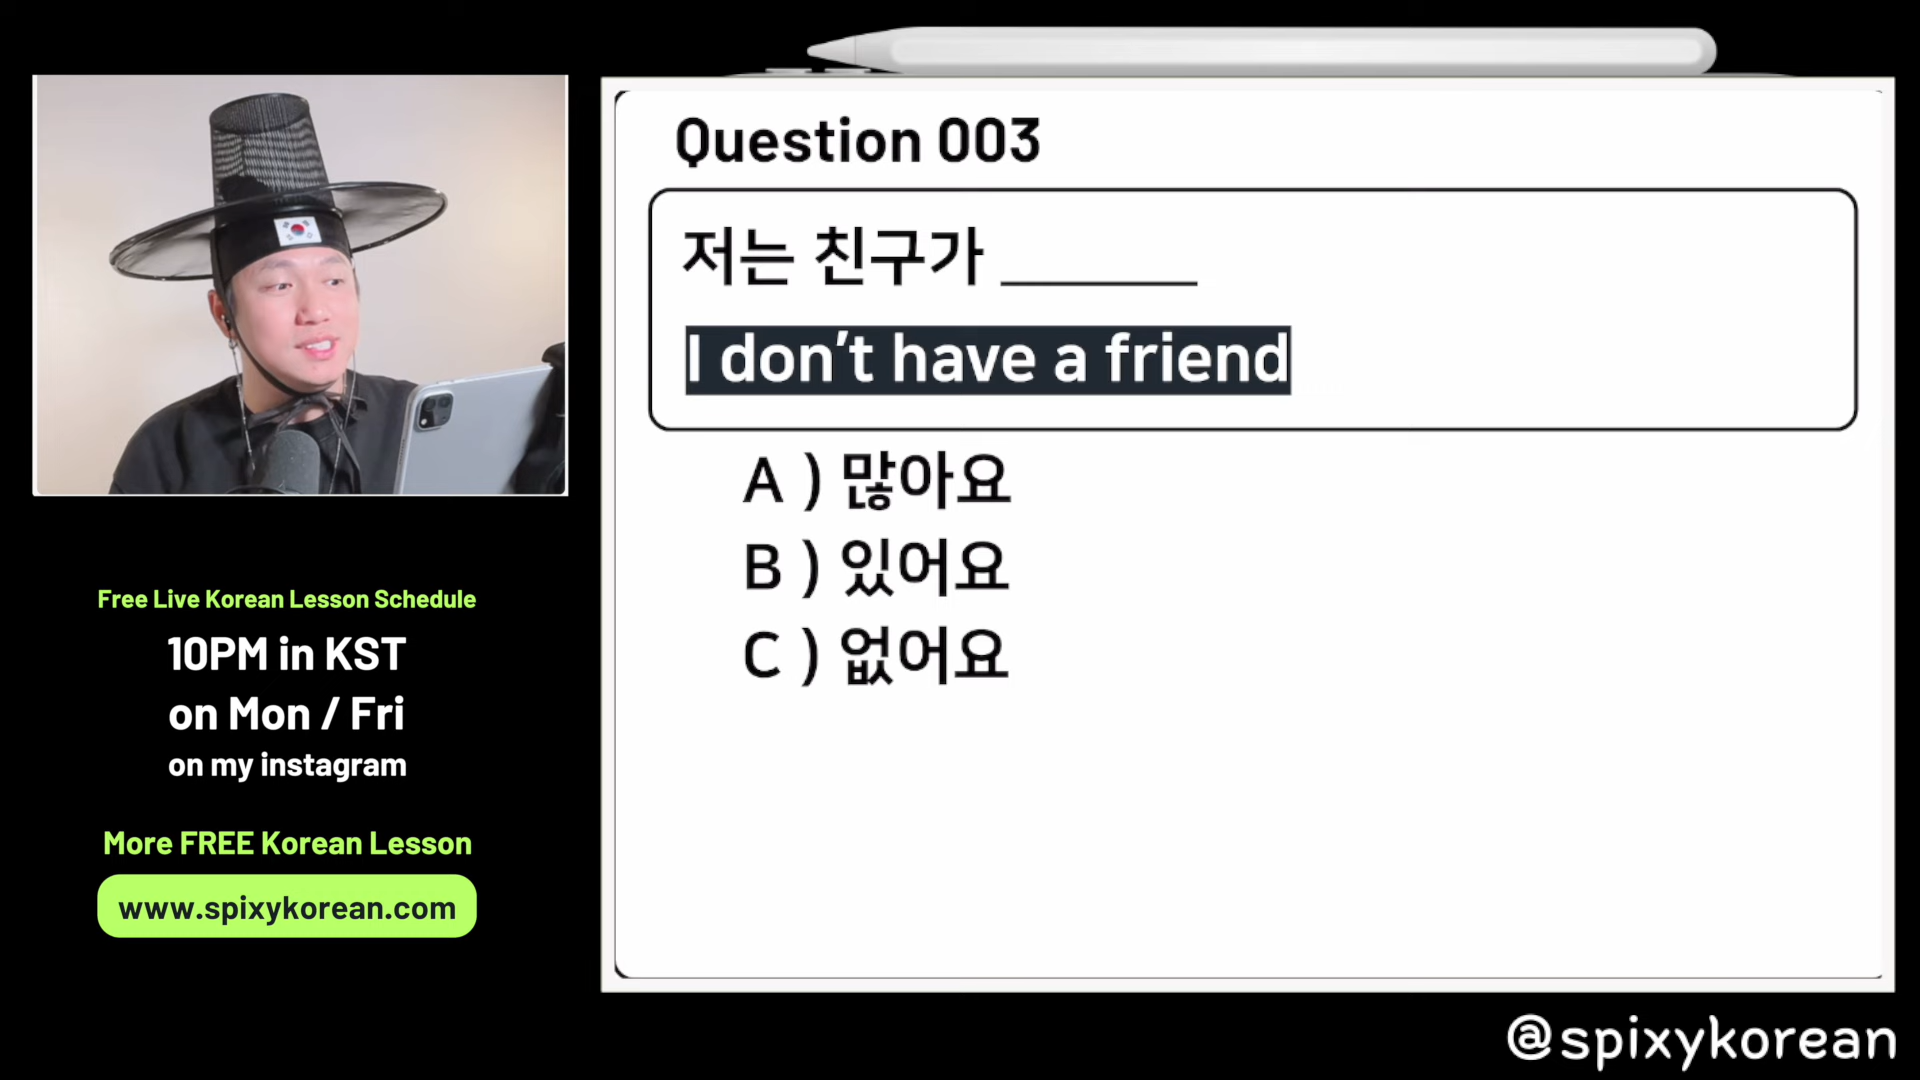 Question 003
저는 친구가 ________
I don't have a friend
A ) 많아요
B ) 있어요
C ) 없어요
Free Live Korean Lesson Schedule
10PM in KST
on Mon / Fri
on my instagram
More FREE Korean Lesson
www.spixykorean.com
@spixykorean